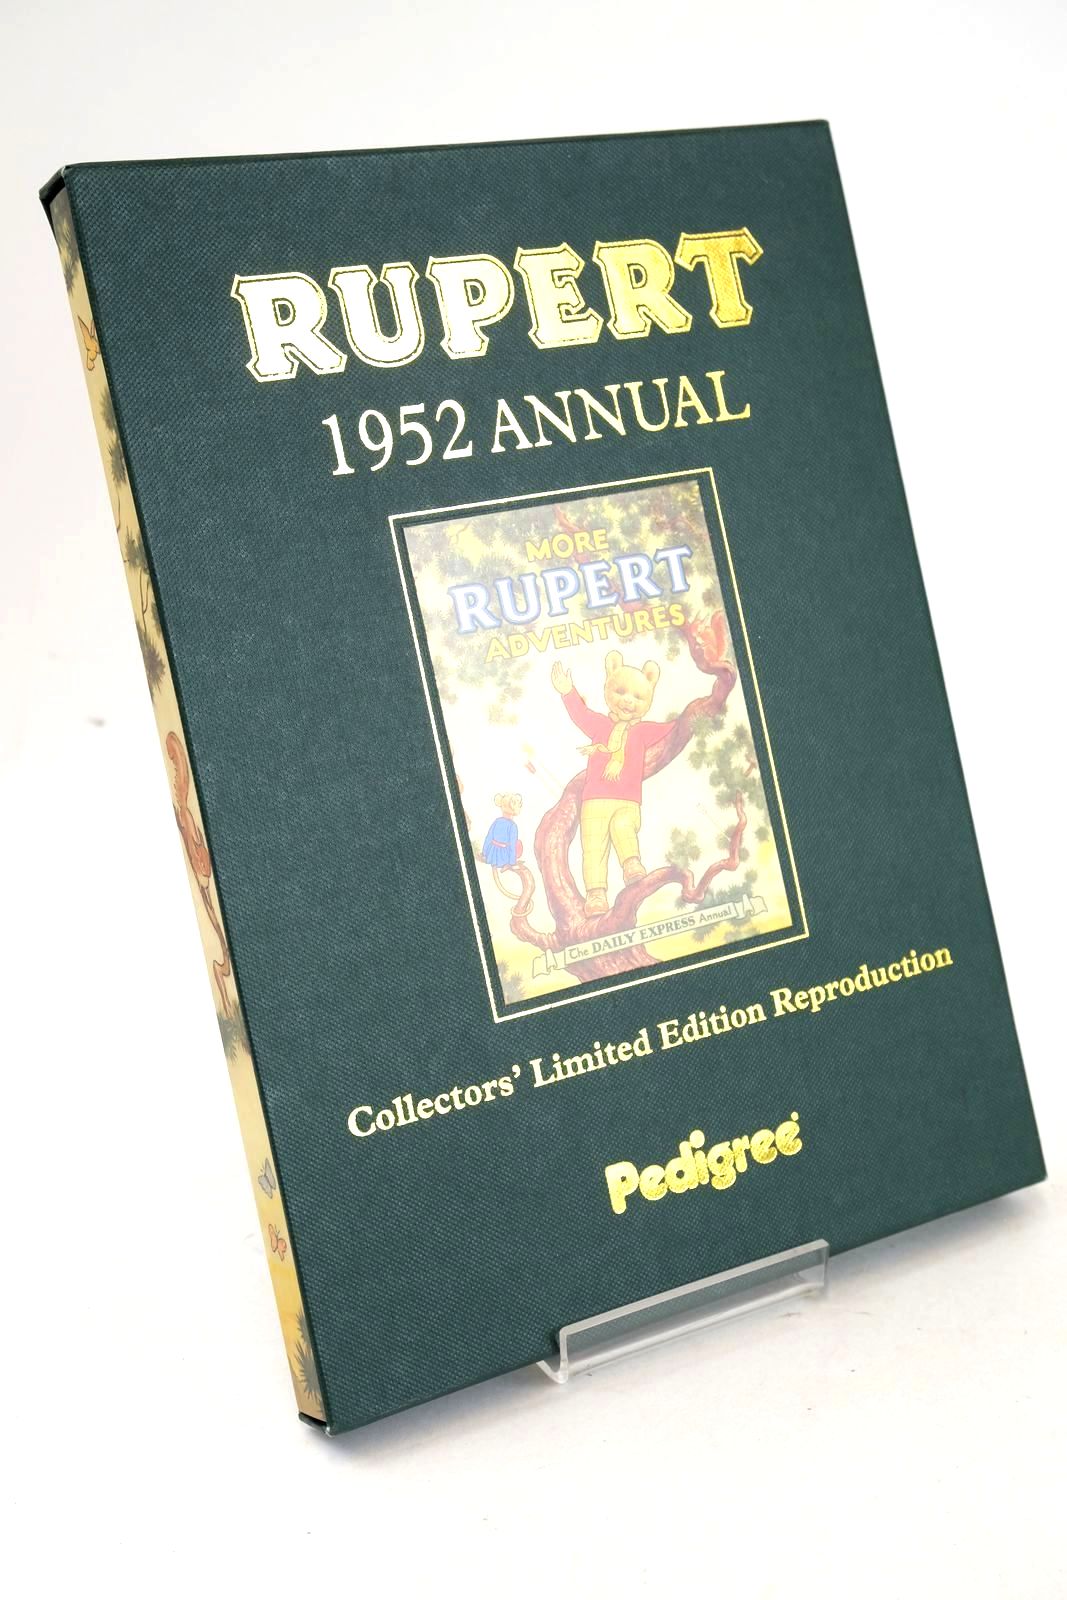 RUPERT
1952 ANNUAL
MORE
RUPERT
ADVENTURES
The DAILY EXPRESS Annual
Collectors' Limited Edition Reproduction
Pedigree